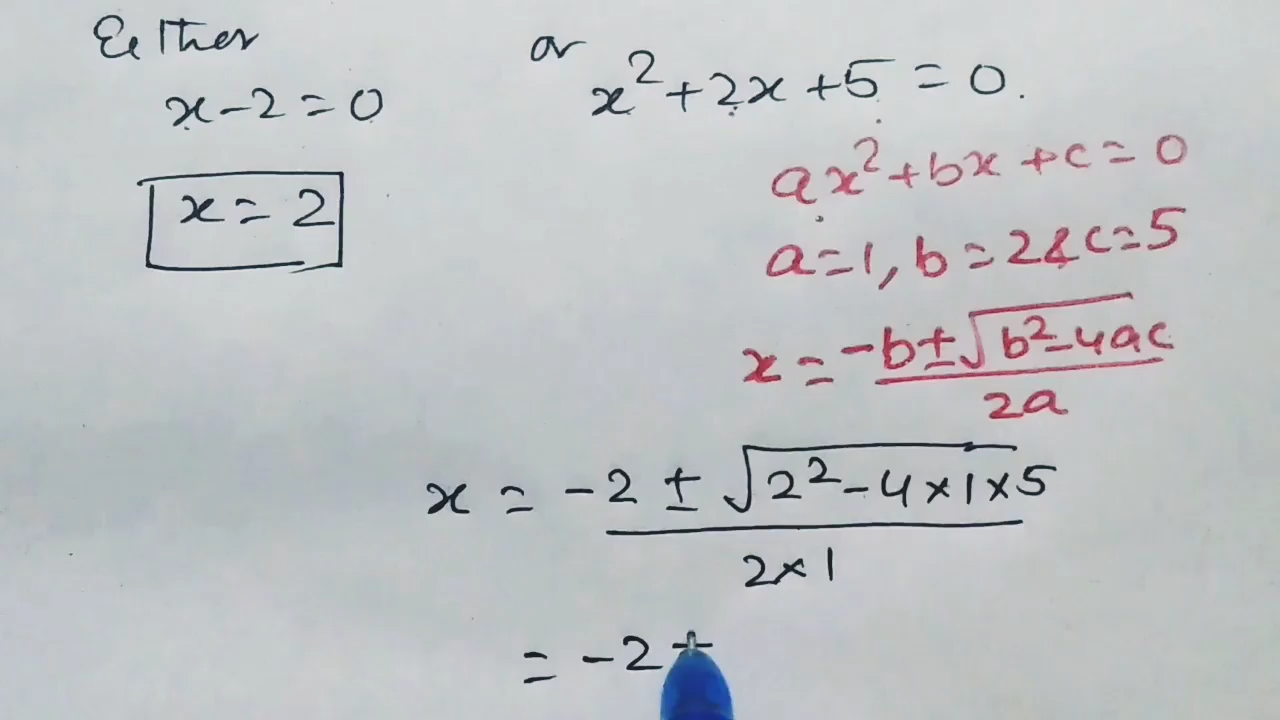 Either
x-2=0
x=2
or
x²+2x+5=0.
ax²+bx+c=0
a=1, b=2&c=5
x=-b±√b²-4ac
2a
x=-2±√2²-4×1×5
2×1
=-2